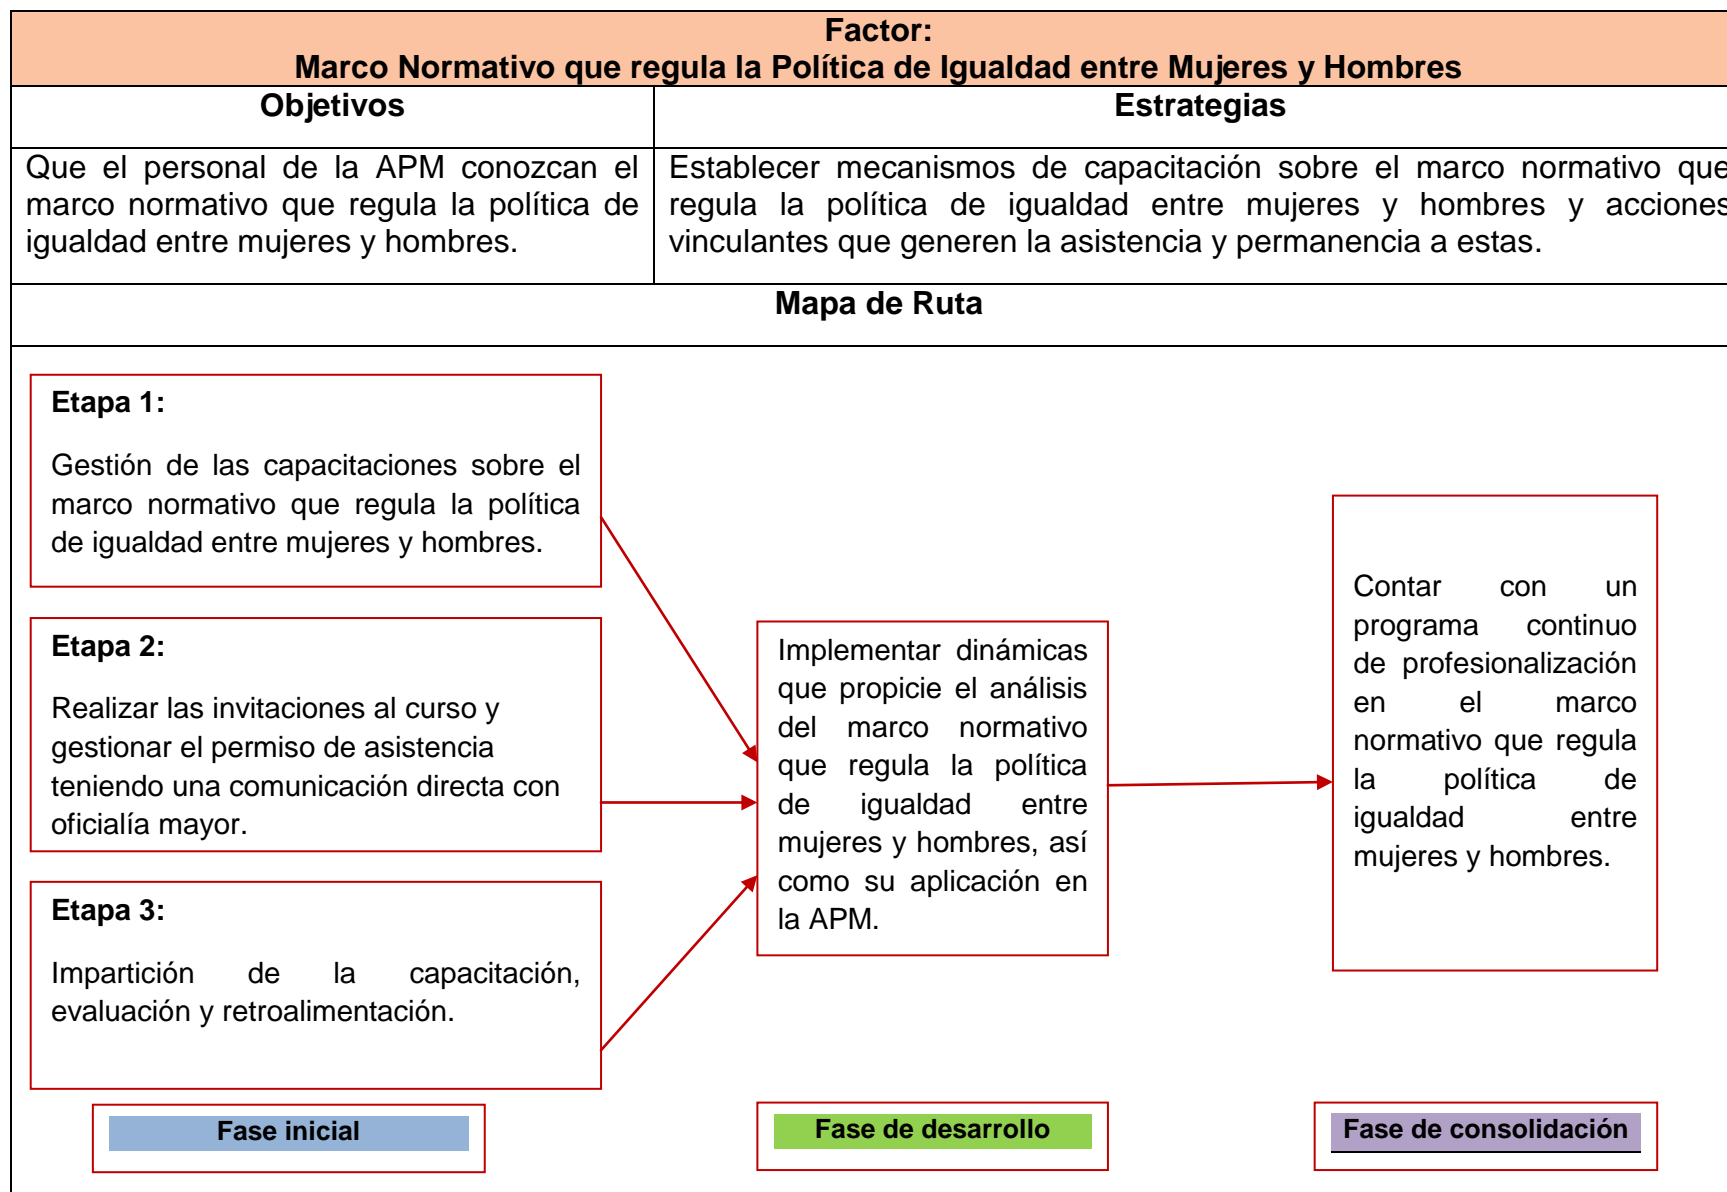 Factor:
Marco Normativo que regula la Política de Igualdad entre Mujeres y Hombres
Objetivos
Estrategias
Que el personal de la APM conozcan el
marco normativo que regula la política de
igualdad entre mujeres y hombres.
Establecer mecanismos de capacitación sobre el marco normativo que
regula la política de igualdad entre mujeres y hombres y acciones
vinculantes que generen la asistencia y permanencia a estas.
Mapa de Ruta
Etapa 1:
Gestión de las capacitaciones sobre el
marco normativo que regula la política
de igualdad entre mujeres y hombres.
Etapa 2:
Realizar las invitaciones al curso y
gestionar el permiso de asistencia
teniendo una comunicación directa con
oficialía mayor.
Etapa 3:
Impartición de la capacitación,
evaluación y retroalimentación.
Implementar dinámicas
que propicie el análisis
del marco normativo
que regula la política
de igualdad entre
mujeres y hombres, así
como su aplicación en
la APM.
Contar con un
programa continuo
de profesionalización
en el marco
normativo que regula
la política de
igualdad entre
mujeres y hombres.
Fase inicial
Fase de desarrollo
Fase de consolidación